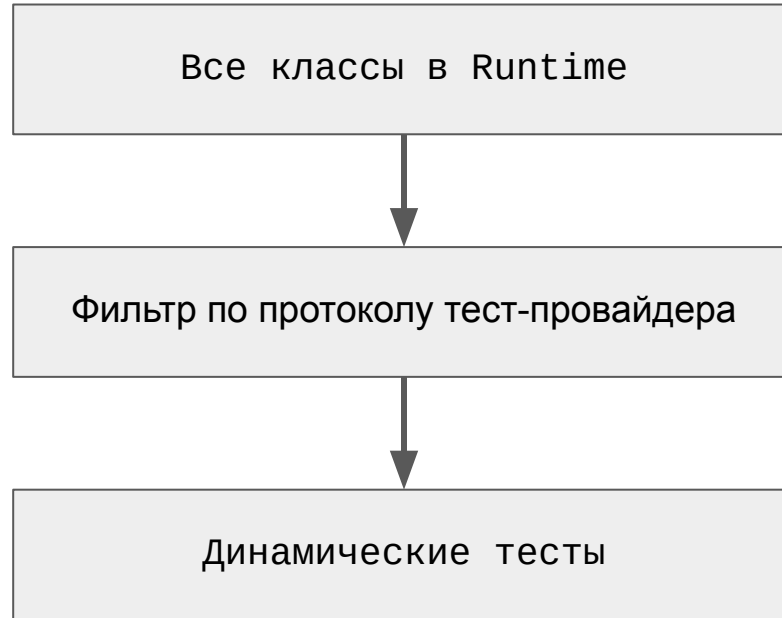 Все классы в Runtime
Фильтр по протоколу тест-провайдера
Динамические тесты